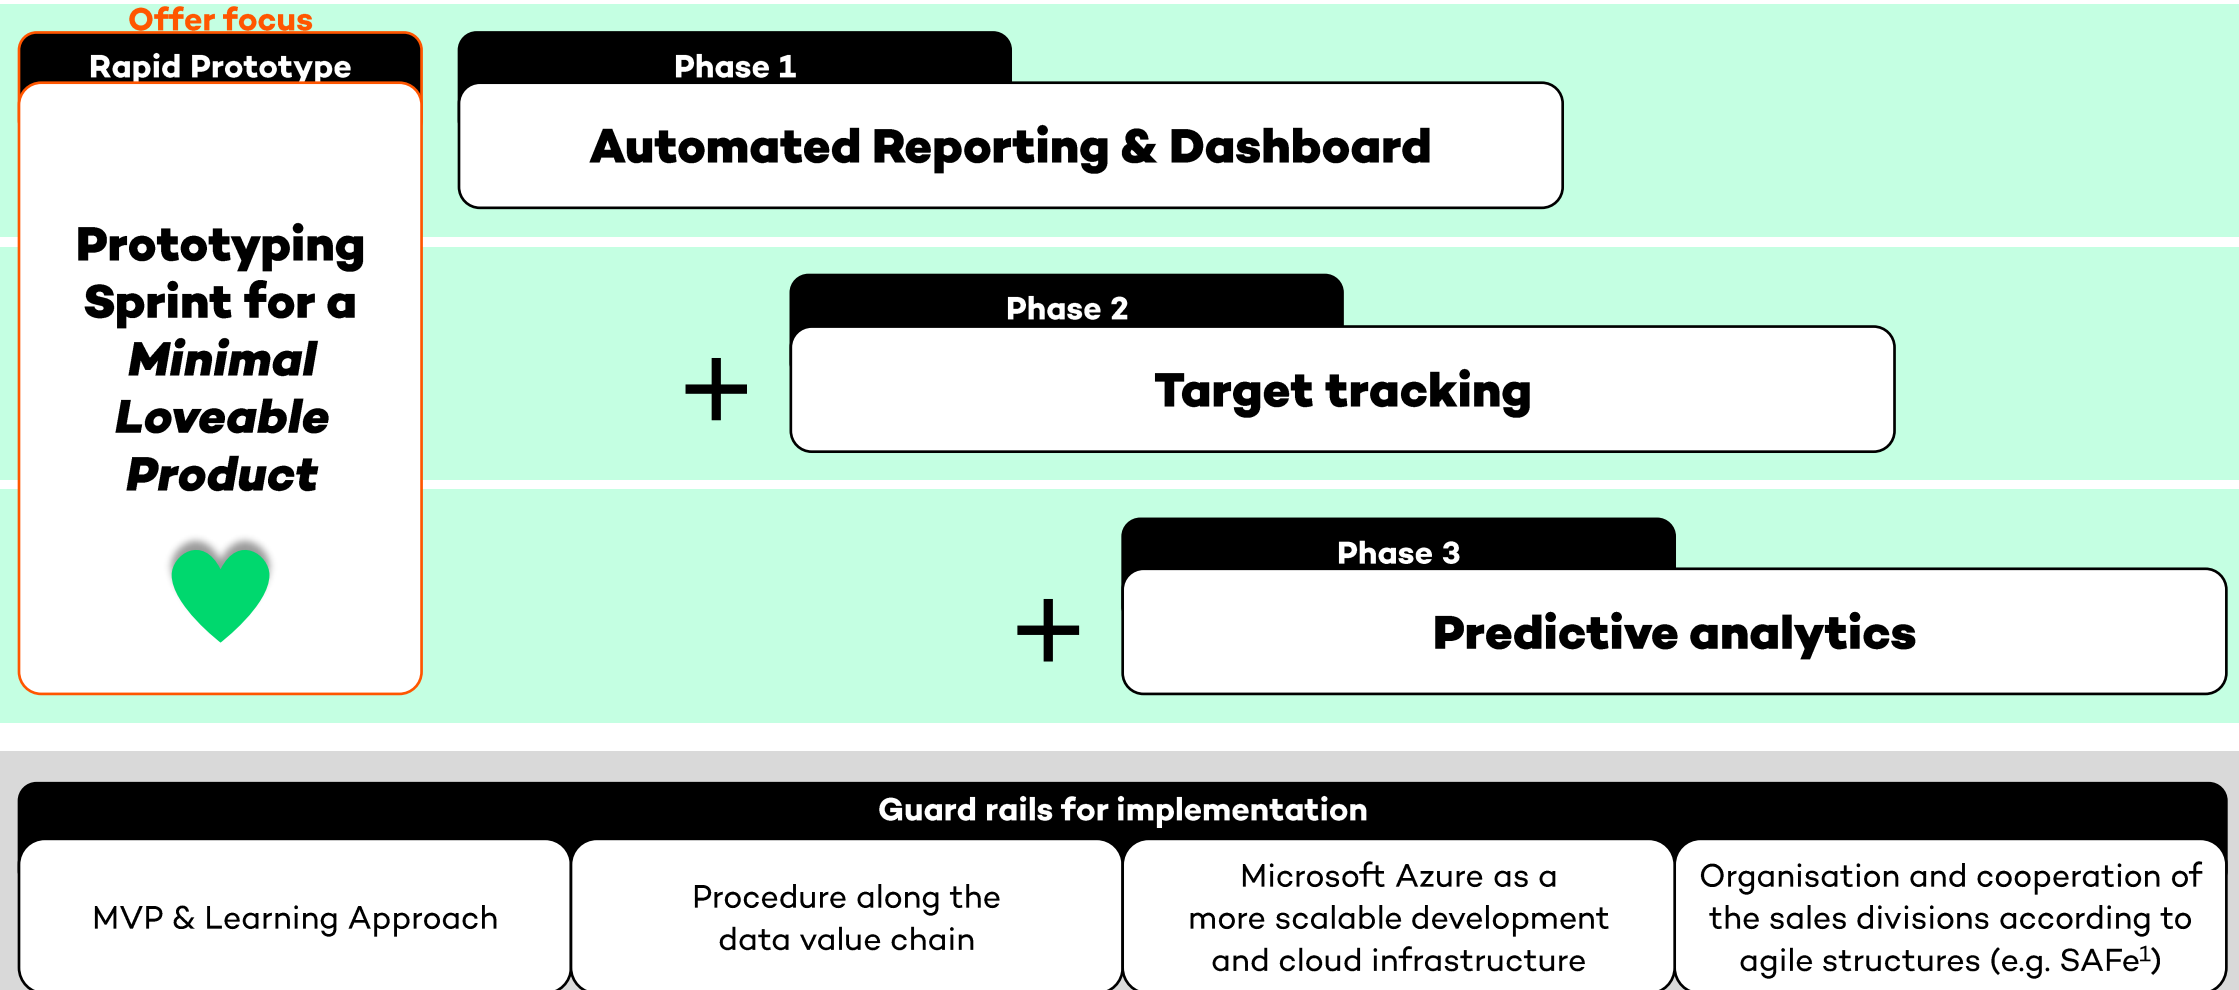 Offer focus
Rapid Prototype
Prototyping
Sprint for a
Minimal
Loveable
Product
Phase 1
Automated Reporting & Dashboard
Phase 2
+
Target tracking
Phase 3
+
Predictive analytics
Guard rails for implementation
MVP & Learning Approach
Procedure along the
data value chain
Microsoft Azure as a
more scalable development
and cloud infrastructure
Organisation and cooperation of
the sales divisions according to
agile structures (e.g. SAFe¹)